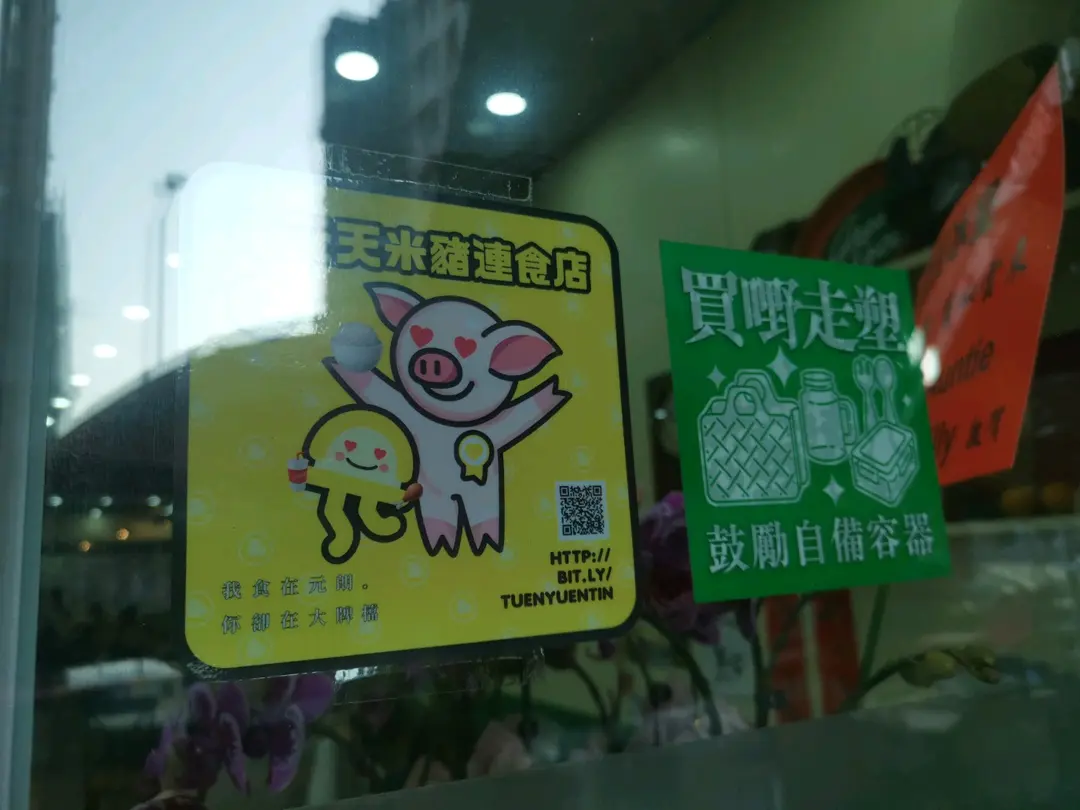 天米豬連食店
HTTP://
BIT.LY/
TUENYUENTIN
我食在元朗.
你卻在大牌檔
買嘢走塑
鼓勵自備容器